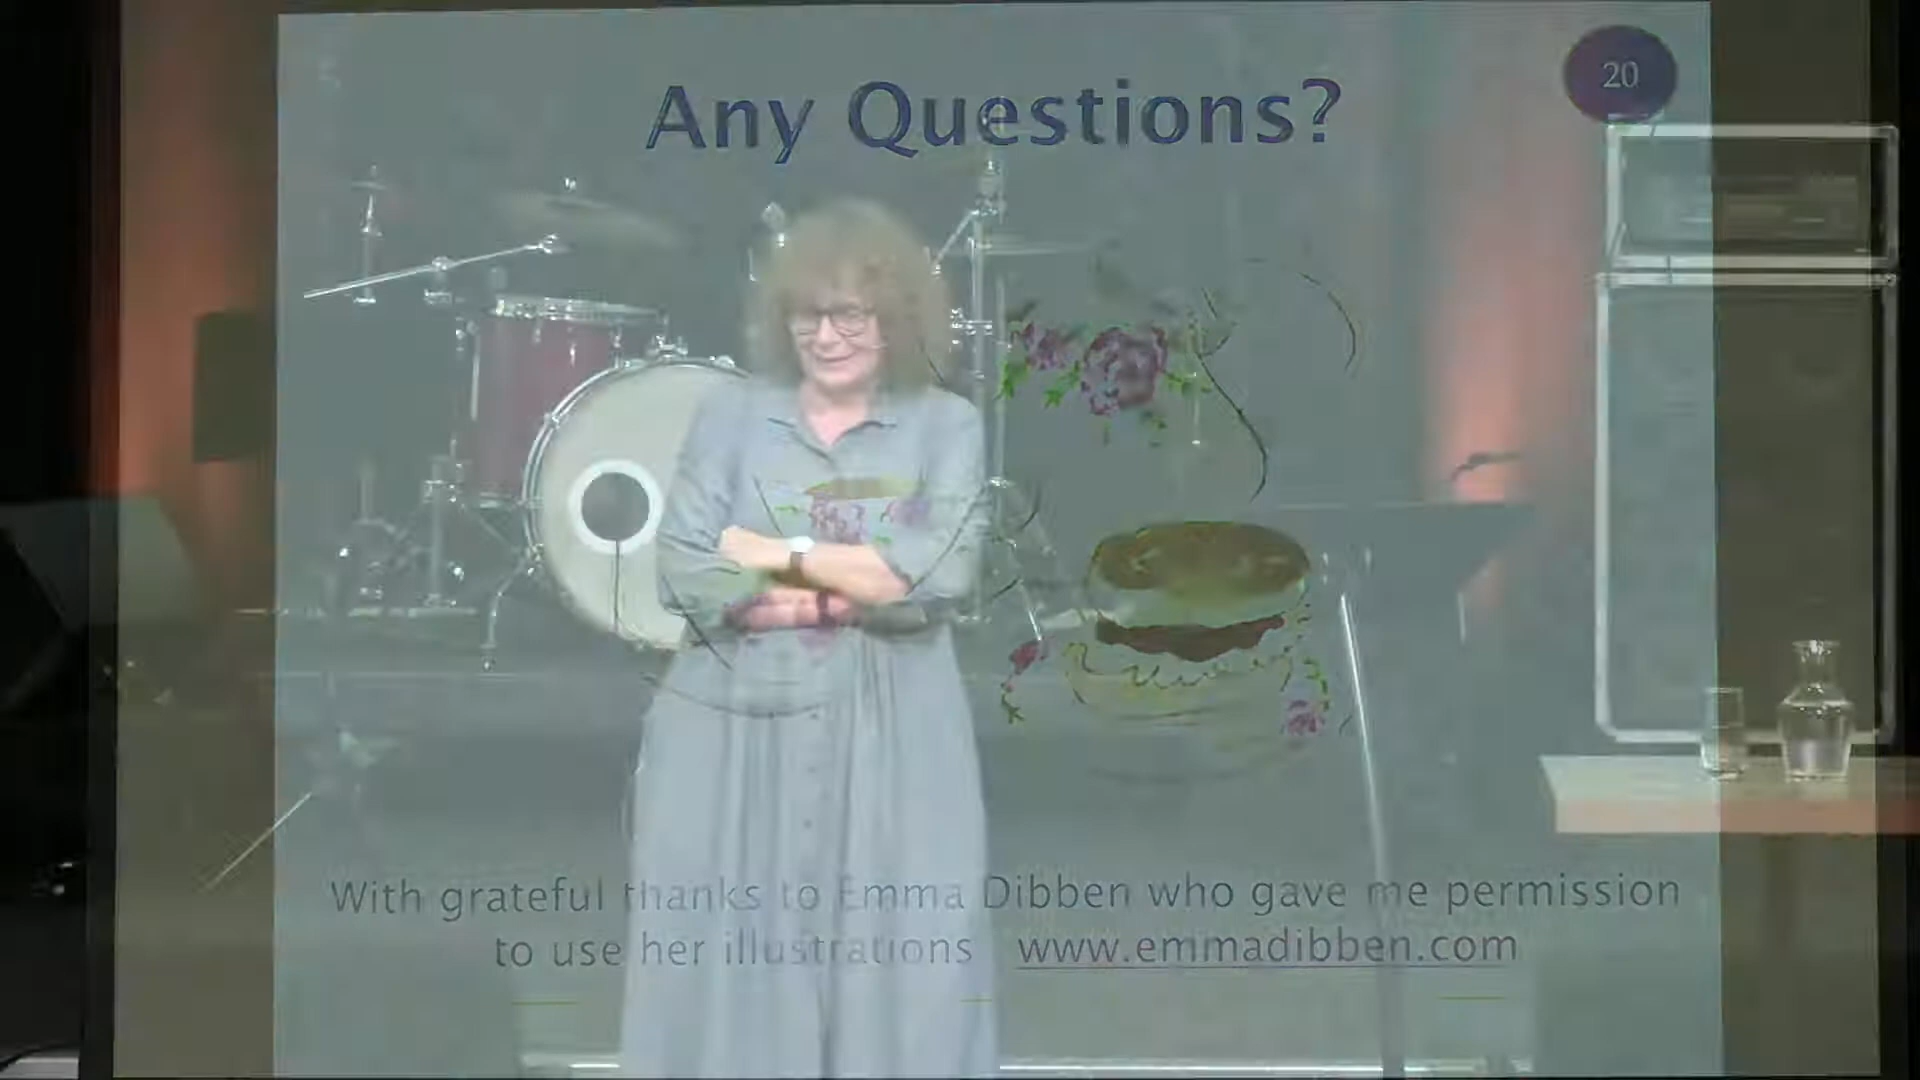 20
Any Questions?
With grateful thanks to Emma Dibben who gave me permission
to use her illustrations www.emmadibben.com